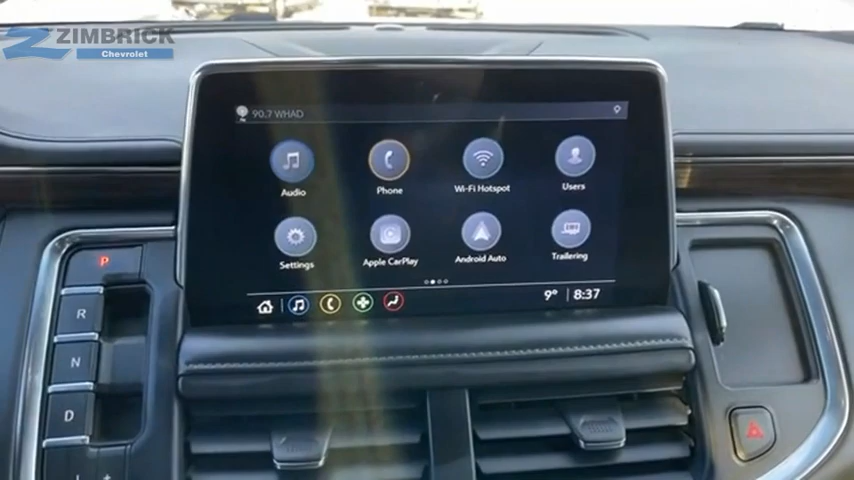 ZIMBRICK
Chevrolet
90.7 WHAD
Audio
Phone
Wi-Fi Hotspot
Users
Settings
Apple CarPlay
Android Auto
Trailering
9° 8:37
P
R
N
D